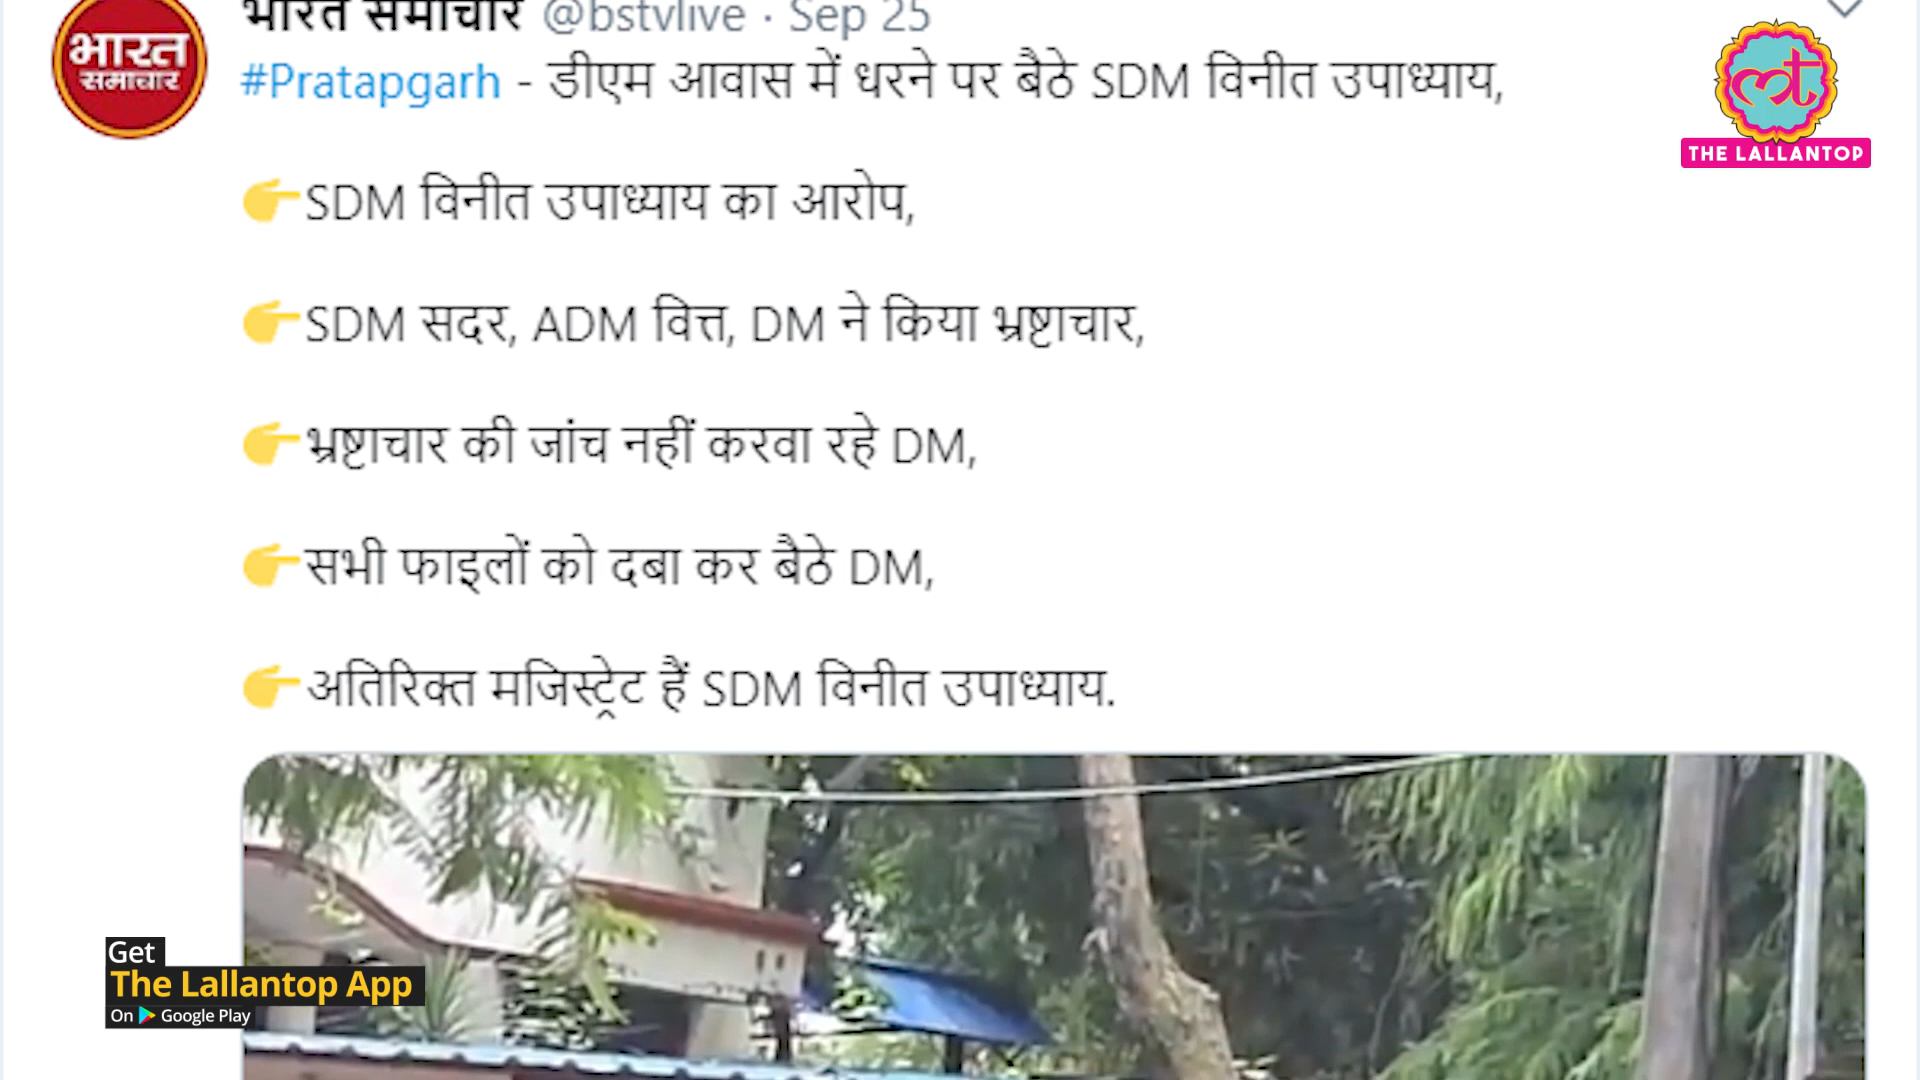 भारत समाचार @bstvlive · Sep 25
भारत
समाचार
#Pratapgarh - डीएम आवास में धरने पर बैठे SDM विनीत उपाध्याय,
THE LALLANTOP
👉SDM विनीत उपाध्याय का आरोप,
👉SDM सदर, ADM वित्त, DM ने किया भ्रष्टाचार,
👉भ्रष्टाचार की जांच नहीं करवा रहे DM,
👉सभी फाइलों को दबा कर बैठे DM,
👉अतिरिक्त मजिस्ट्रेट हैं SDM विनीत उपाध्याय.
Get
The Lallantop App
On Google Play